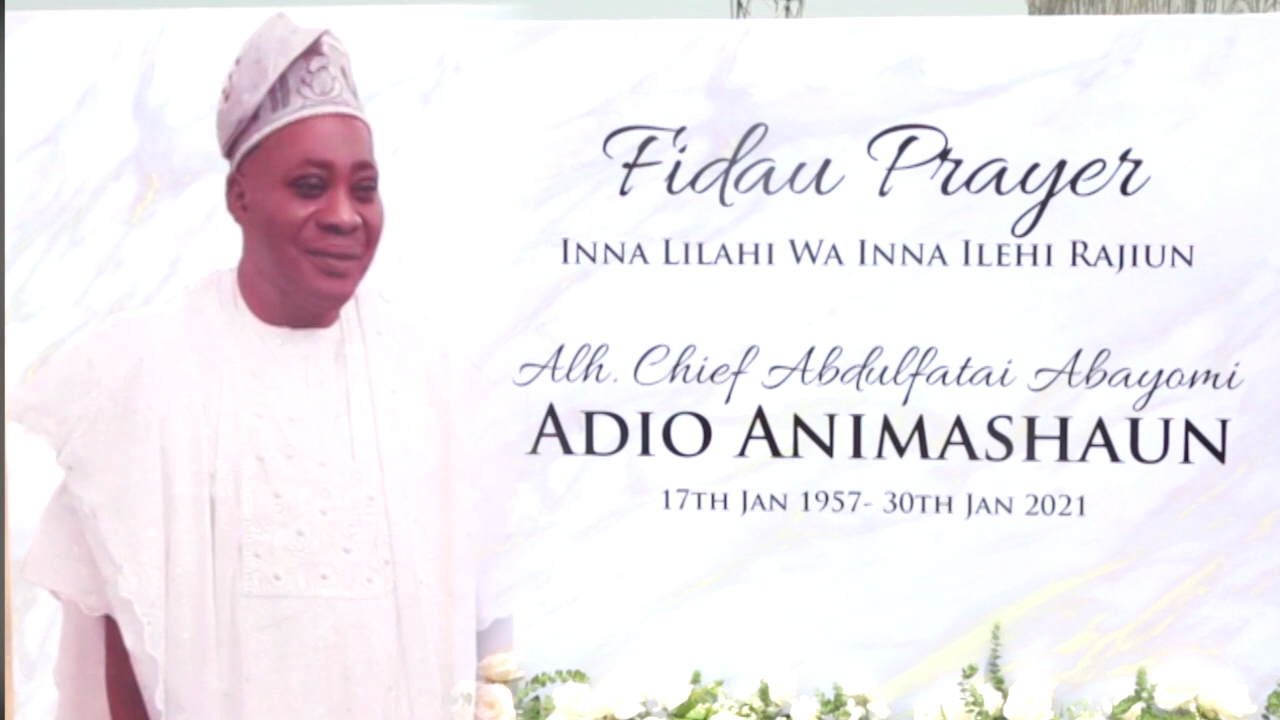 Fidau Prayer
INNA LILAHI WA INNA ILEHI RAJIUN
Alh. Chief Abdulfatai Abayomi
ADIO ANIMASHAUN
17TH JAN 1957- 30TH JAN 2021